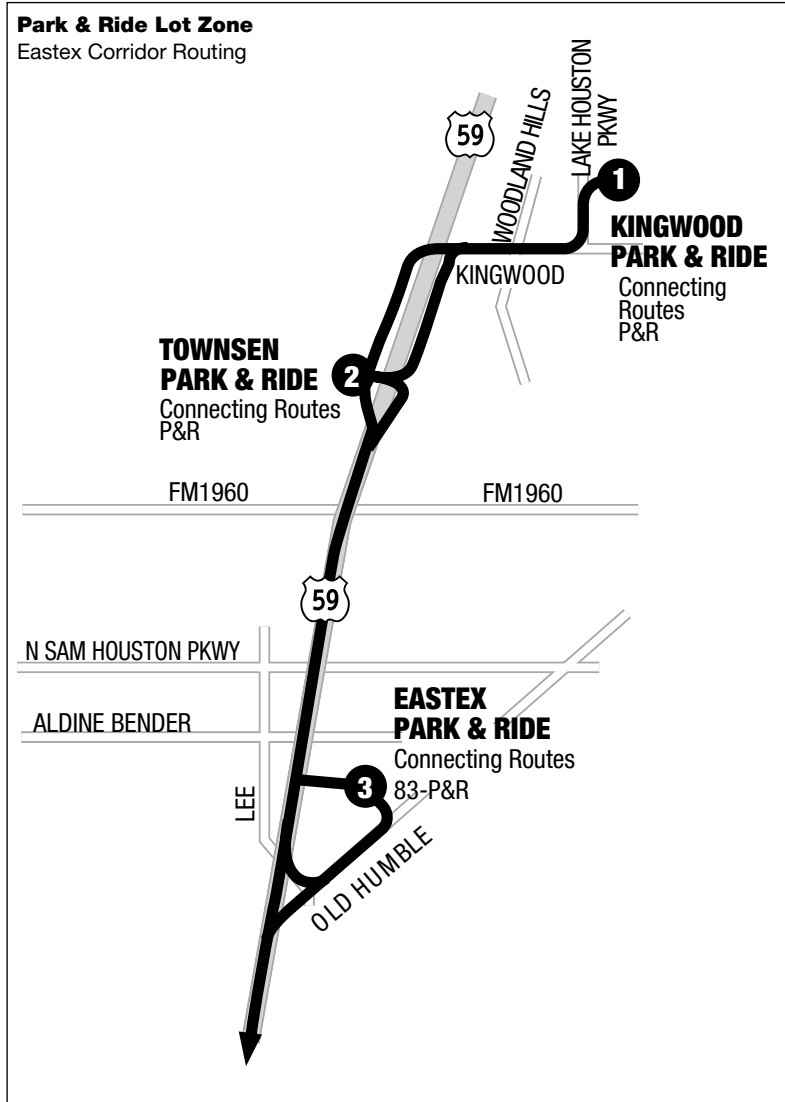 Park & Ride Lot Zone
Eastex Corridor Routing
59
WOODLAND HILLS
LAKE HOUSTON
PKWY
1
KINGWOOD
PARK & RIDE
Connecting
Routes
P&R
KINGWOOD
TOWNSEN
PARK & RIDE
2
Connecting Routes
P&R
FM1960
FM1960
59
N SAM HOUSTON PKWY
EASTEX
PARK & RIDE
Connecting Routes
83-P&R
3
ALDINE BENDER
LEE
OLD HUMBLE